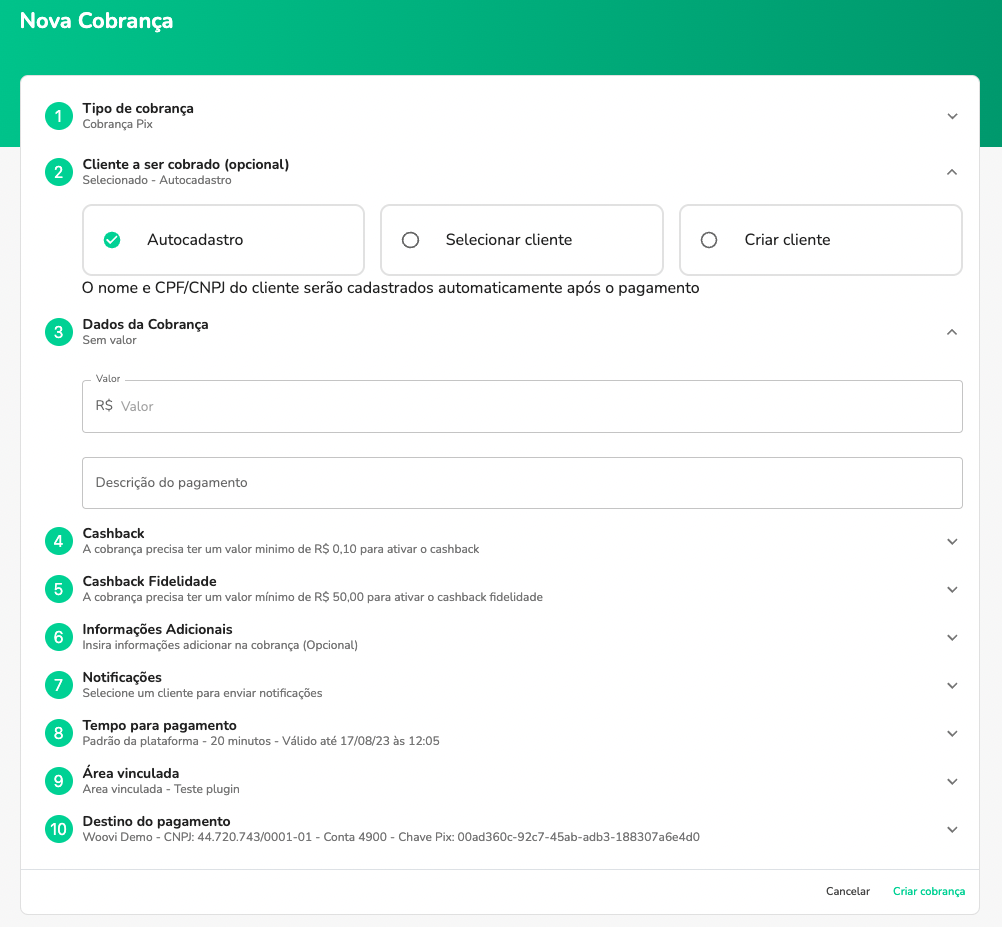 Nova Cobrança
1
Tipo de cobrança
Cobrança Pix
2
Cliente a ser cobrado (opcional)
Selecionado - Autocadastro
Autocadastro
Selecionar cliente
Criar cliente
O nome e CPF/CNPJ do cliente serão cadastrados automaticamente após o pagamento
3
Dados da Cobrança
Sem valor
Valor
R$ Valor
Descrição do pagamento
4
Cashback
A cobrança precisa ter um valor minimo de R$ 0,10 para ativar o cashback
5
Cashback Fidelidade
A cobrança precisa ter um valor mínimo de R$ 50,00 para ativar o cashback fidelidade
6
Informações Adicionais
Insira informações adicionar na cobrança (Opcional)
7
Notificações
Selecione um cliente para enviar notificações
8
Tempo para pagamento
Padrão da plataforma - 20 minutos - Válido até 17/08/23 às 12:05
9
Área vinculada
Area vinculada - Teste plugin
10
Destino do pagamento
Woovi Demo - CNPJ: 44.720.743/0001-01 - Conta 4900 - Chave Pix: 00ad360c-92c7-45ab-adb3-188307a6e4d0
Cancelar
Criar cobrança